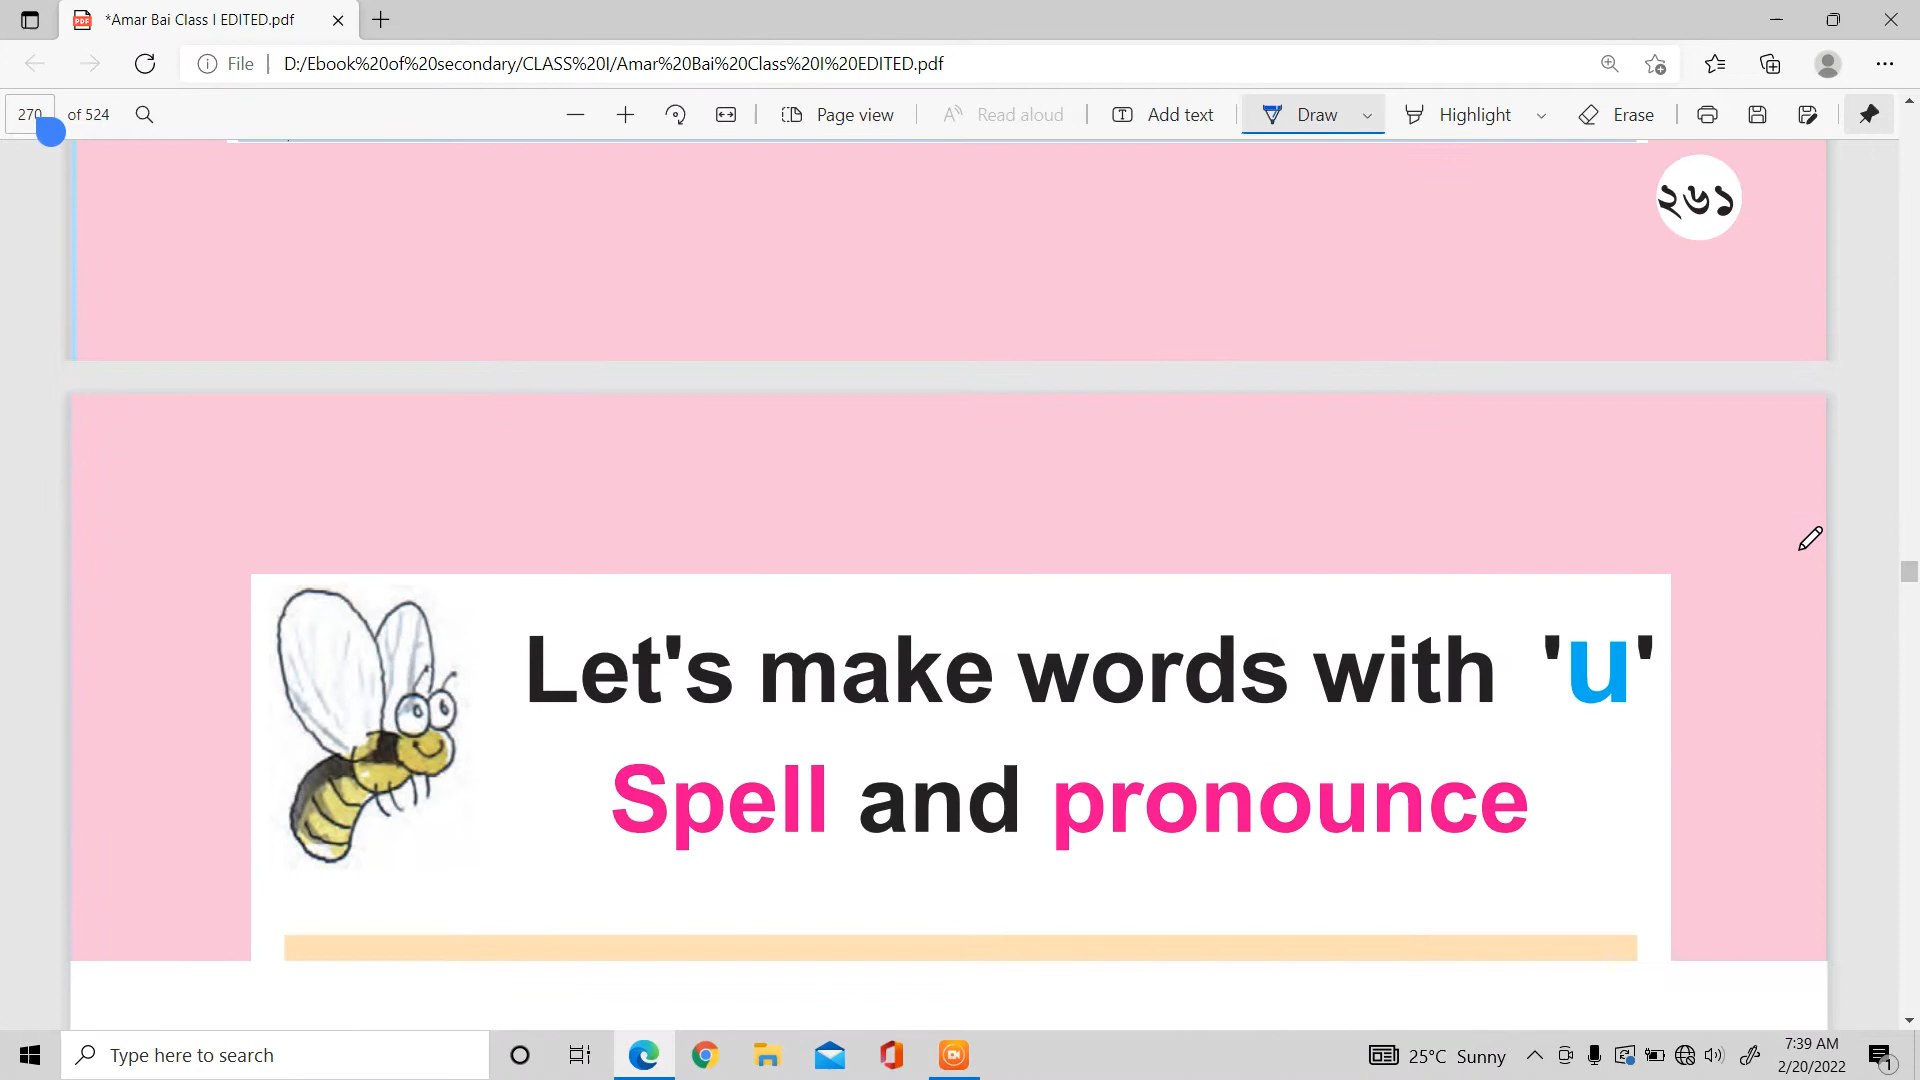 *Amar Bai Class I EDITED.pdf
File
D:/Ebook%20of%20secondary/CLASS%20I/Amar%20Bai%20Class%20I%20EDITED.pdf
270 of 524
Page view
Read aloud
Add text
Draw
Highlight
Erase
২৬১
Let's make words with 'u'
Spell and pronounce
Type here to search
25°C Sunny
7:39 AM
2/20/2022
1